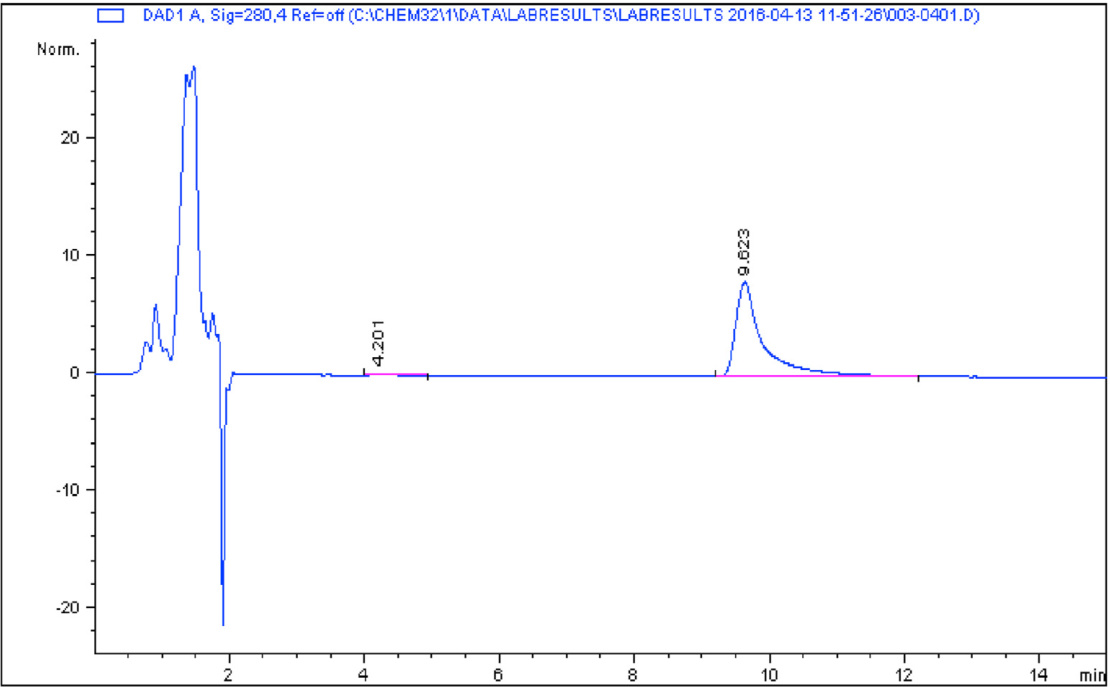 DAD1 A, Sig=280,4 Ref=off (C:\CHEM32\1\DATA\LABRESULTS\LABRESULTS 2016-04-13 11-51-26\003-0401.D)
Norm.
20
10
0
-10
-20
4.201
9.623
2 4 6 8 10 12 14 min